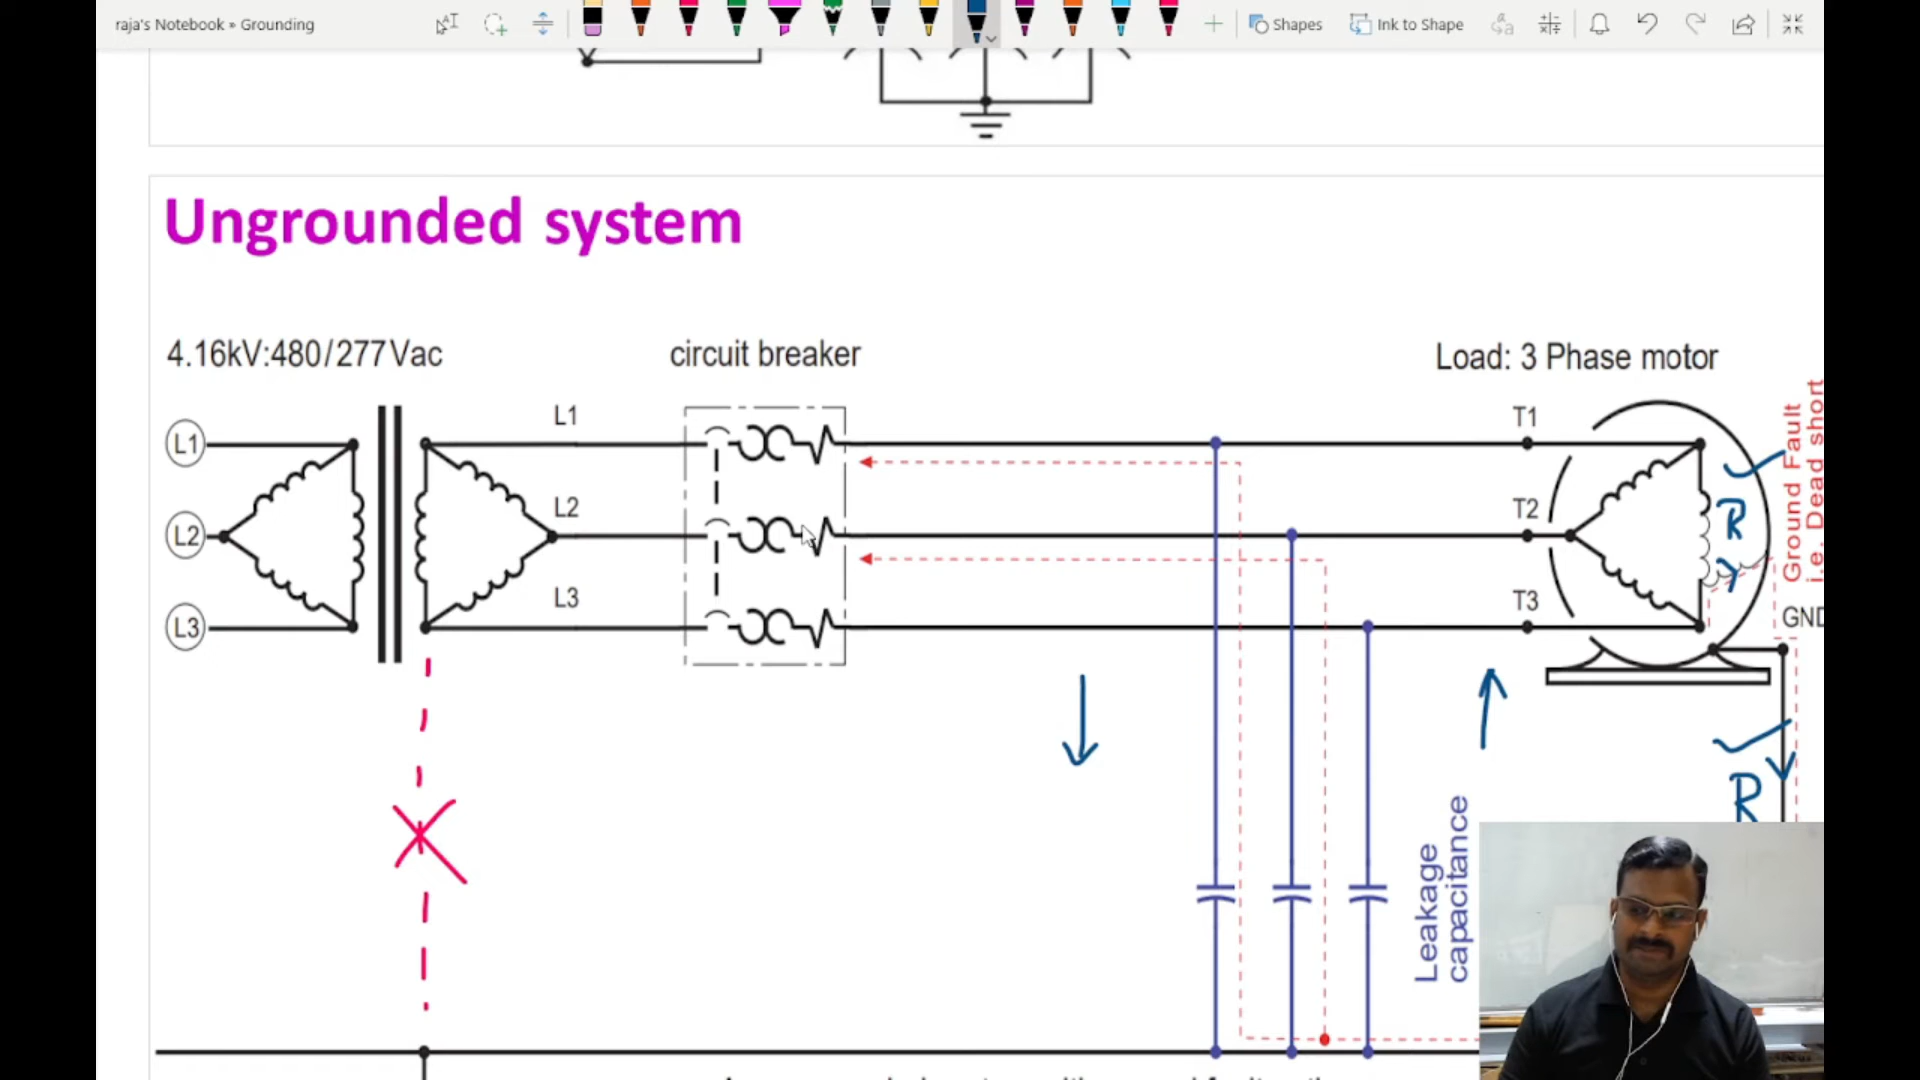 raja's Notebook » Grounding
Shapes
Ink to Shape
Ungrounded system
4.16kV:480/277Vac
circuit breaker
Load: 3 Phase motor
L1
L1
T1
L2
L2
T2
L3
L3
T3
R
Y
Ground Fault
i.e. Dead short
GND
R
Leakage
capacitance